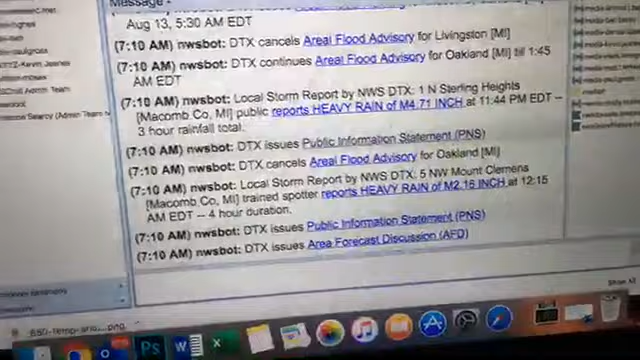 Message
Aug 13, 5:30 AM EDT
(7:10 AM) nwsbot: DTX cancels Areal Flood Advisory for Livingston [MI]
(7:10 AM) nwsbot: DTX continues Areal Flood Advisory for Oakland [MI] till 1:45
AM EDT
(7:10 AM) nwsbot: Local Storm Report by NWS DTX: 1 N Sterling Heights
[Macomb Co, MI] public reports HEAVY RAIN of M4.71 INCH at 11:44 PM EDT --
3 hour rainfall total.
(7:10 AM) nwsbot: DTX issues Public Information Statement (PNS)
(7:10 AM) nwsbot: DTX cancels Areal Flood Advisory for Oakland [MI]
(7:10 AM) nwsbot: Local Storm Report by NWS DTX: 5 NW Mount Clemens
[Macomb Co, MI] trained spotter reports HEAVY RAIN of M2.16 INCH at 12:15
AM EDT -- 4 hour duration.
(7:10 AM) nwsbot: DTX issues Public Information Statement (PNS)
(7:10 AM) nwsbot: DTX issues Area Forecast Discussion (AFD)
Show All
Ps W X